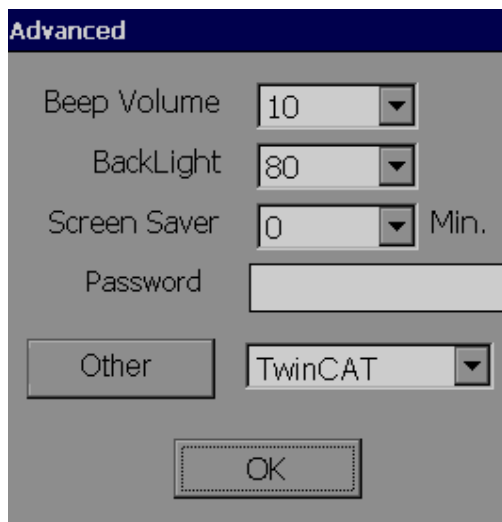 Advanced
Beep Volume 10
BackLight 80
Screen Saver 0 Min.
Password
Other TwinCAT
OK